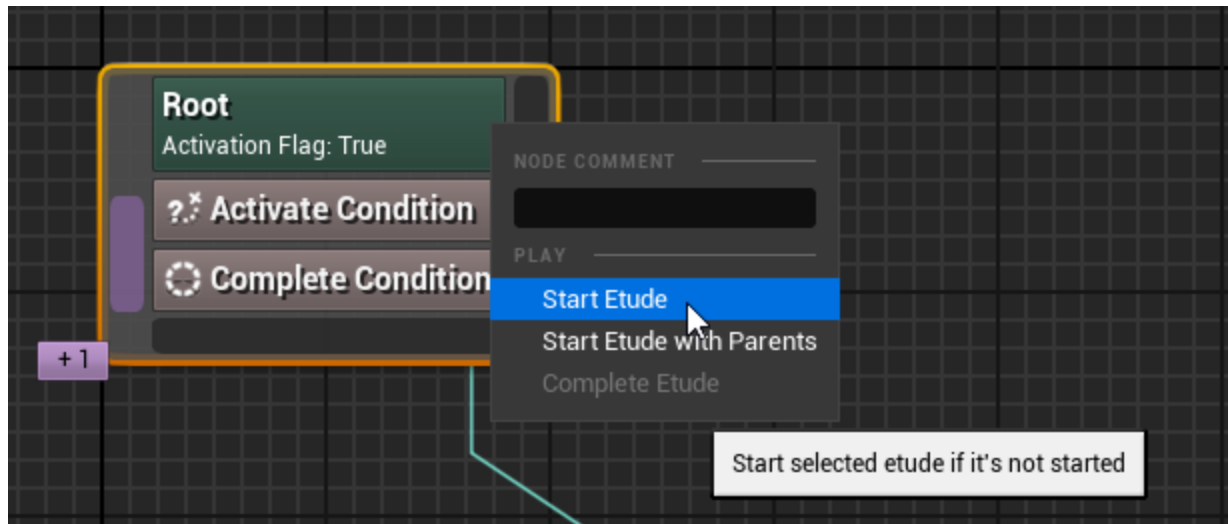 Root
Activation Flag: True
?. Activate Condition
Complete Condition
+ 1
NODE COMMENT
PLAY
Start Etude
Start Etude with Parents
Complete Etude
Start selected etude if it's not started